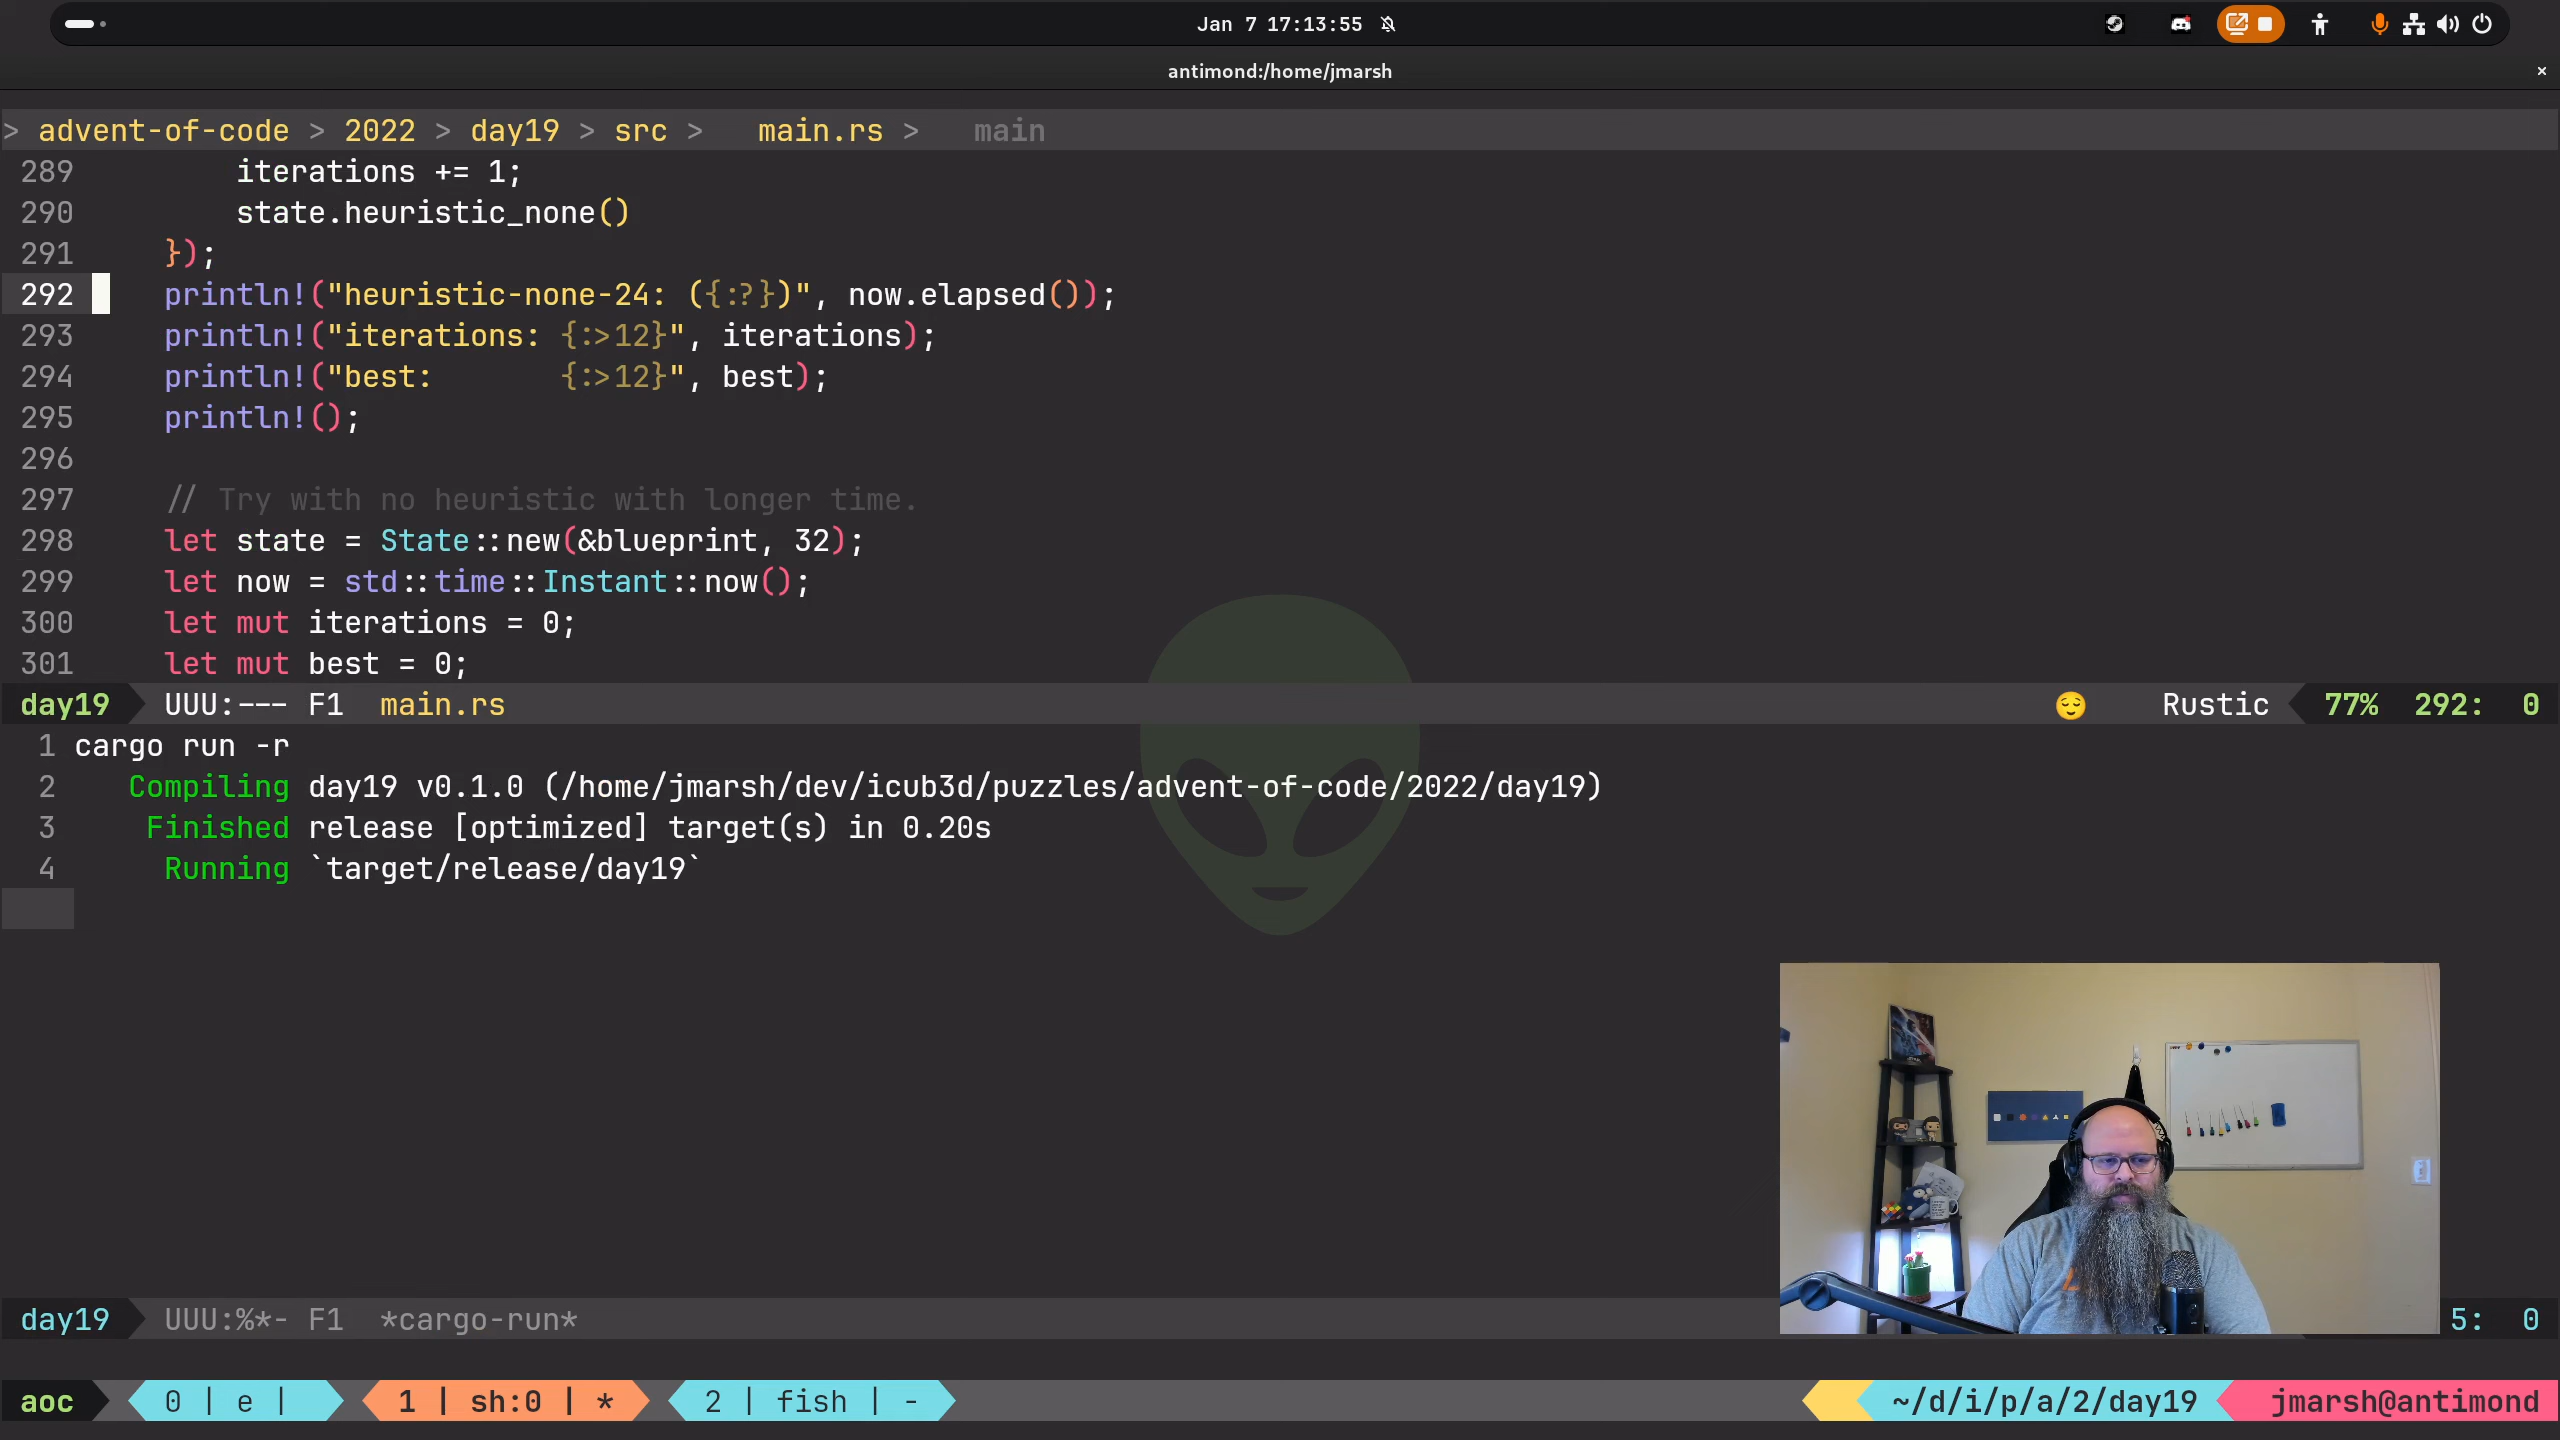 Jan 7 17:13:55
antimond:/home/jmarsh
> advent-of-code > 2022 > day19 > src > main.rs > main
289 iterations += 1;
290 state.heuristic_none()
291 });
292 println!("heuristic-none-24: ({:?})", now.elapsed());
293 println!("iterations: {:>12}", iterations);
294 println!("best:       {:>12}", best);
295 println!();
296
297 // Try with no heuristic with longer time.
298 let state = State::new(&blueprint, 32);
299 let now = std::time::Instant::now();
300 let mut iterations = 0;
301 let mut best = 0;
day19 UUU:--- F1 main.rs Rustic 77% 292: 0
1 cargo run -r
2 Compiling day19 v0.1.0 (/home/jmarsh/dev/icub3d/puzzles/advent-of-code/2022/day19)
3 Finished release [optimized] target(s) in 0.20s
4 Running `target/release/day19`
day19 UUU:%*- F1 *cargo-run* 5: 0
aoc 0 | e | 1 | sh:0 | * 2 | fish | - ~/d/i/p/a/2/day19 jmarsh@antimond